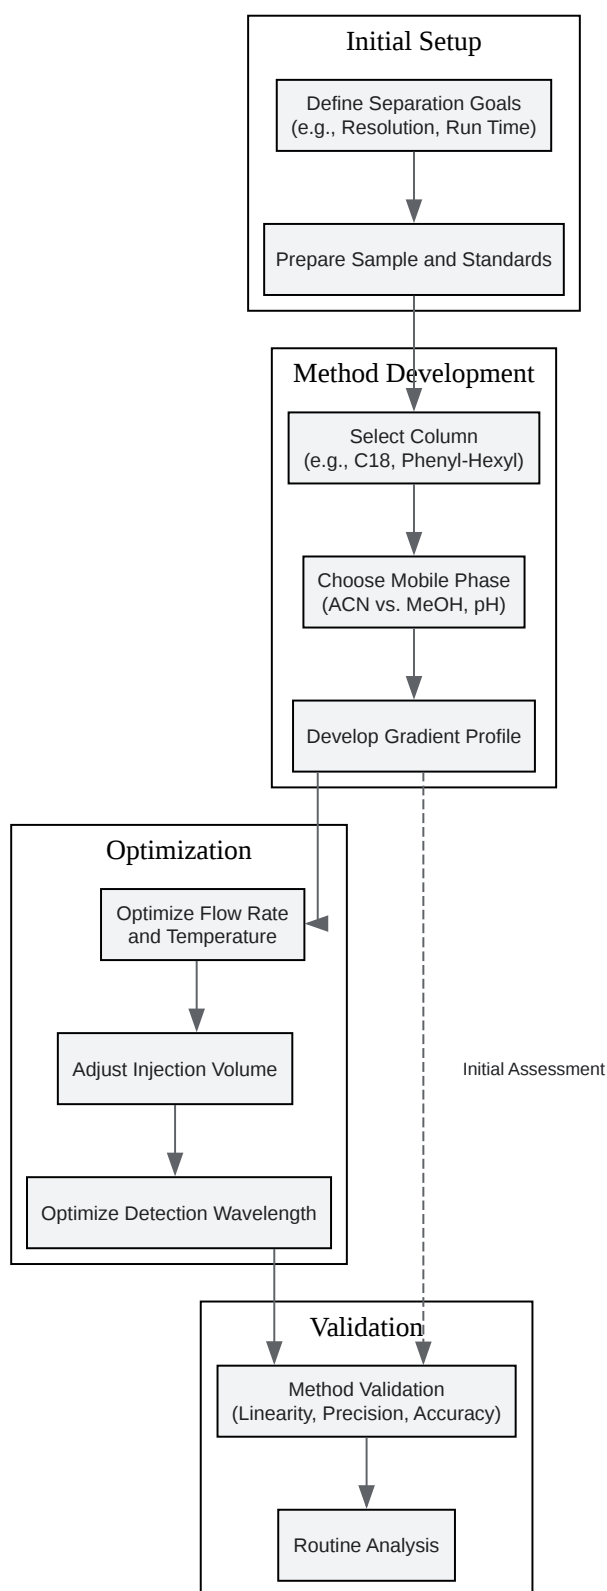 Initial Setup
Define Separation Goals
(e.g., Resolution, Run Time)
Prepare Sample and Standards
Method Development
Select Column
(e.g., C18, Phenyl-Hexyl)
Choose Mobile Phase
(ACN vs. MeOH, pH)
Develop Gradient Profile
Optimization
Optimize Flow Rate
and Temperature
Adjust Injection Volume
Initial Assessment
Optimize Detection Wavelength
Validation
Method Validation
(Linearity, Precision, Accuracy)
Routine Analysis